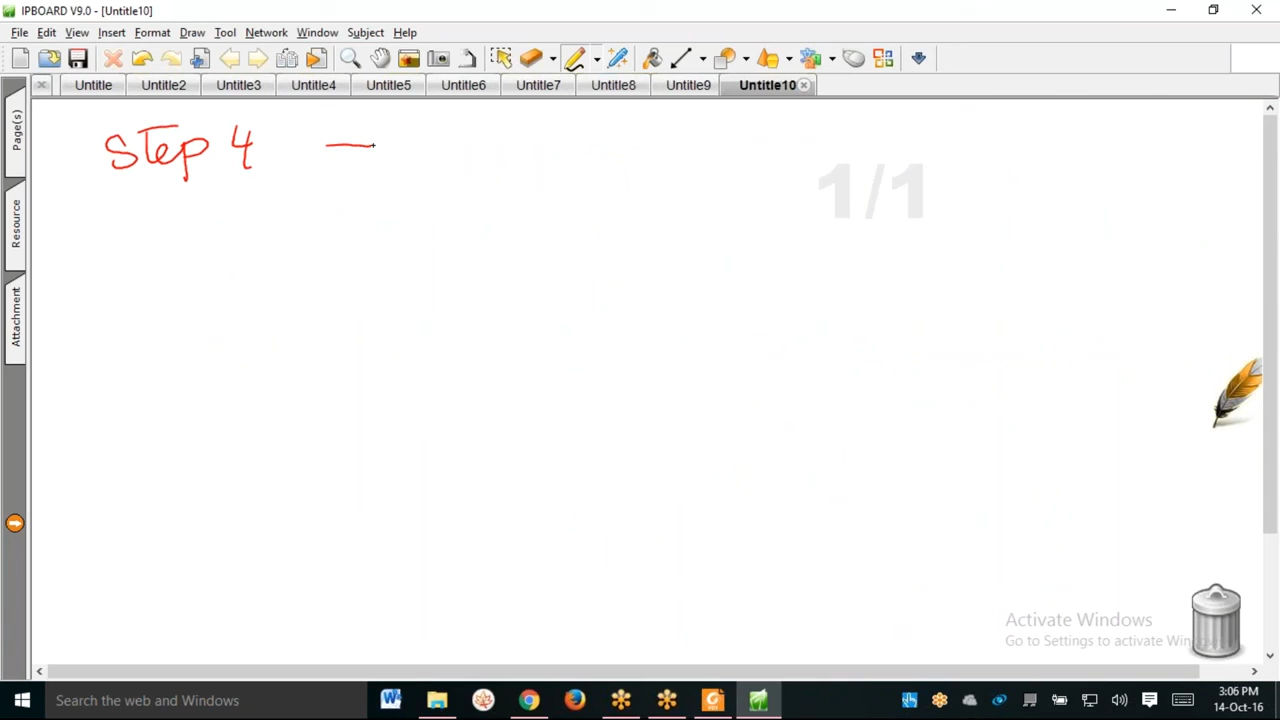 IPBOARD V9.0 - [Untitle10]
File Edit View Insert Format Draw Tool Network Window Subject Help
Untitle Untitle2 Untitle3 Untitle4 Untitle5 Untitle6 Untitle7 Untitle8 Untitle9 Untitle10
Page(s)
Resource
Attachment
Step 4 —
1/1
Activate Windows
Go to Settings to activate Windows.
Search the web and Windows
3:06 PM
14-Oct-16